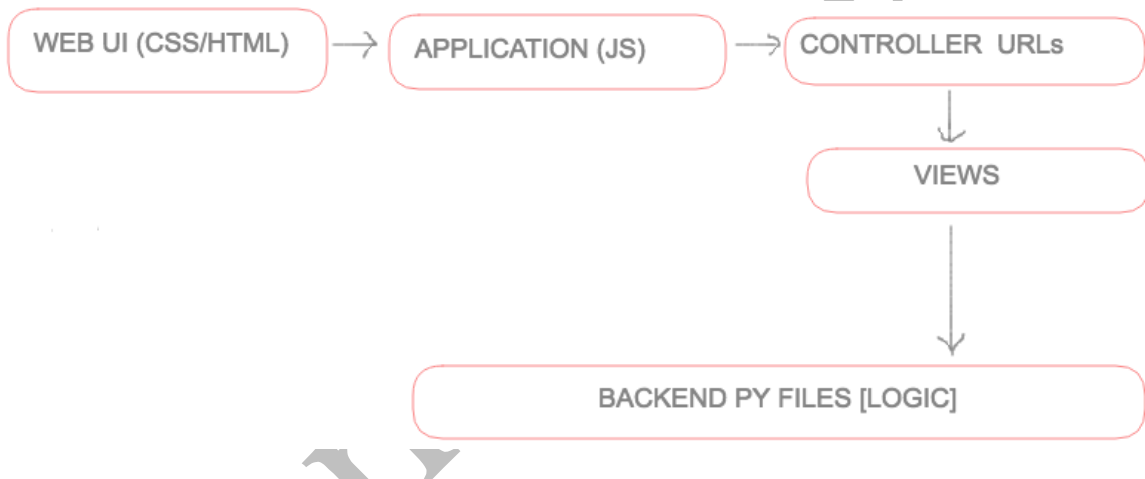 WEB UI (CSS/HTML)
APPLICATION (JS)
CONTROLLER URLs
VIEWS
BACKEND PY FILES [LOGIC]